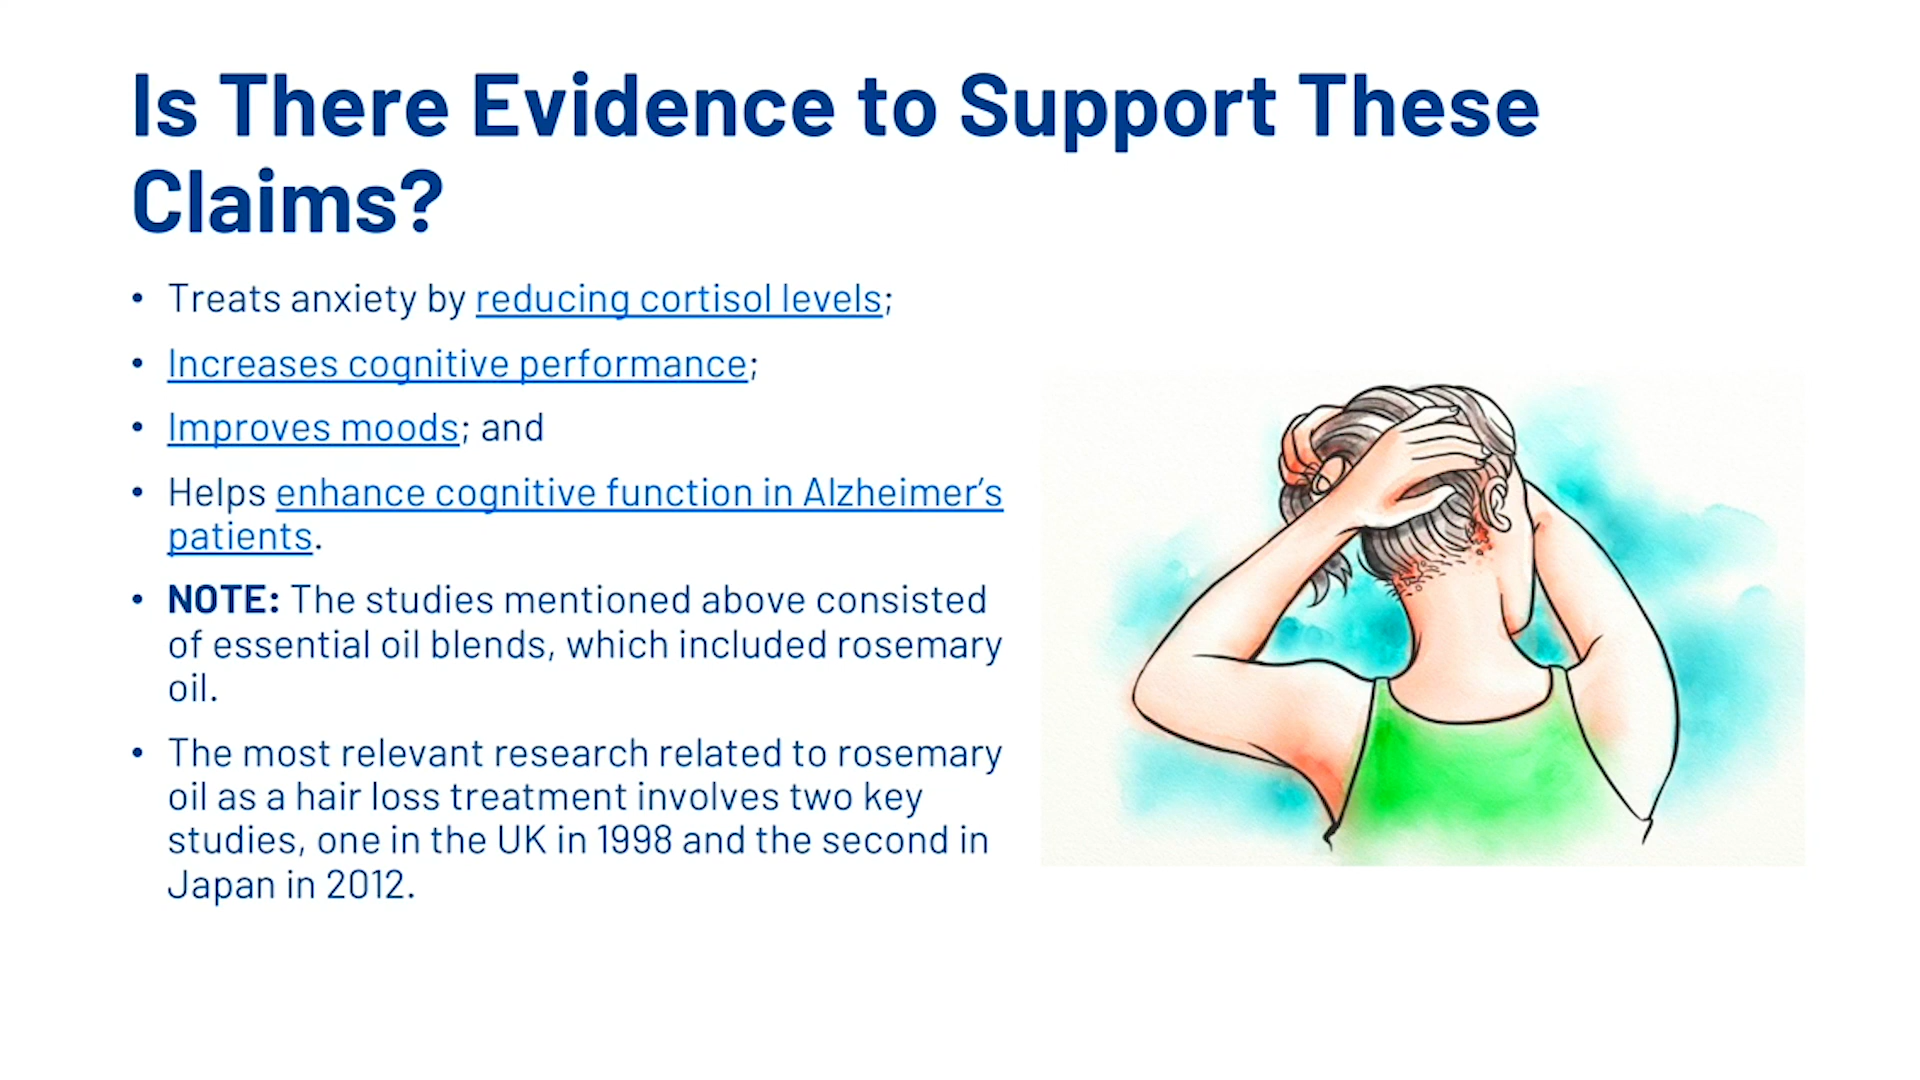 Is There Evidence to Support These
Claims?
• Treats anxiety by reducing cortisol levels;
• Increases cognitive performance;
• Improves moods; and
• Helps enhance cognitive function in Alzheimer’s
patients.
• NOTE: The studies mentioned above consisted
of essential oil blends, which included rosemary
oil.
• The most relevant research related to rosemary
oil as a hair loss treatment involves two key
studies, one in the UK in 1998 and the second in
Japan in 2012.